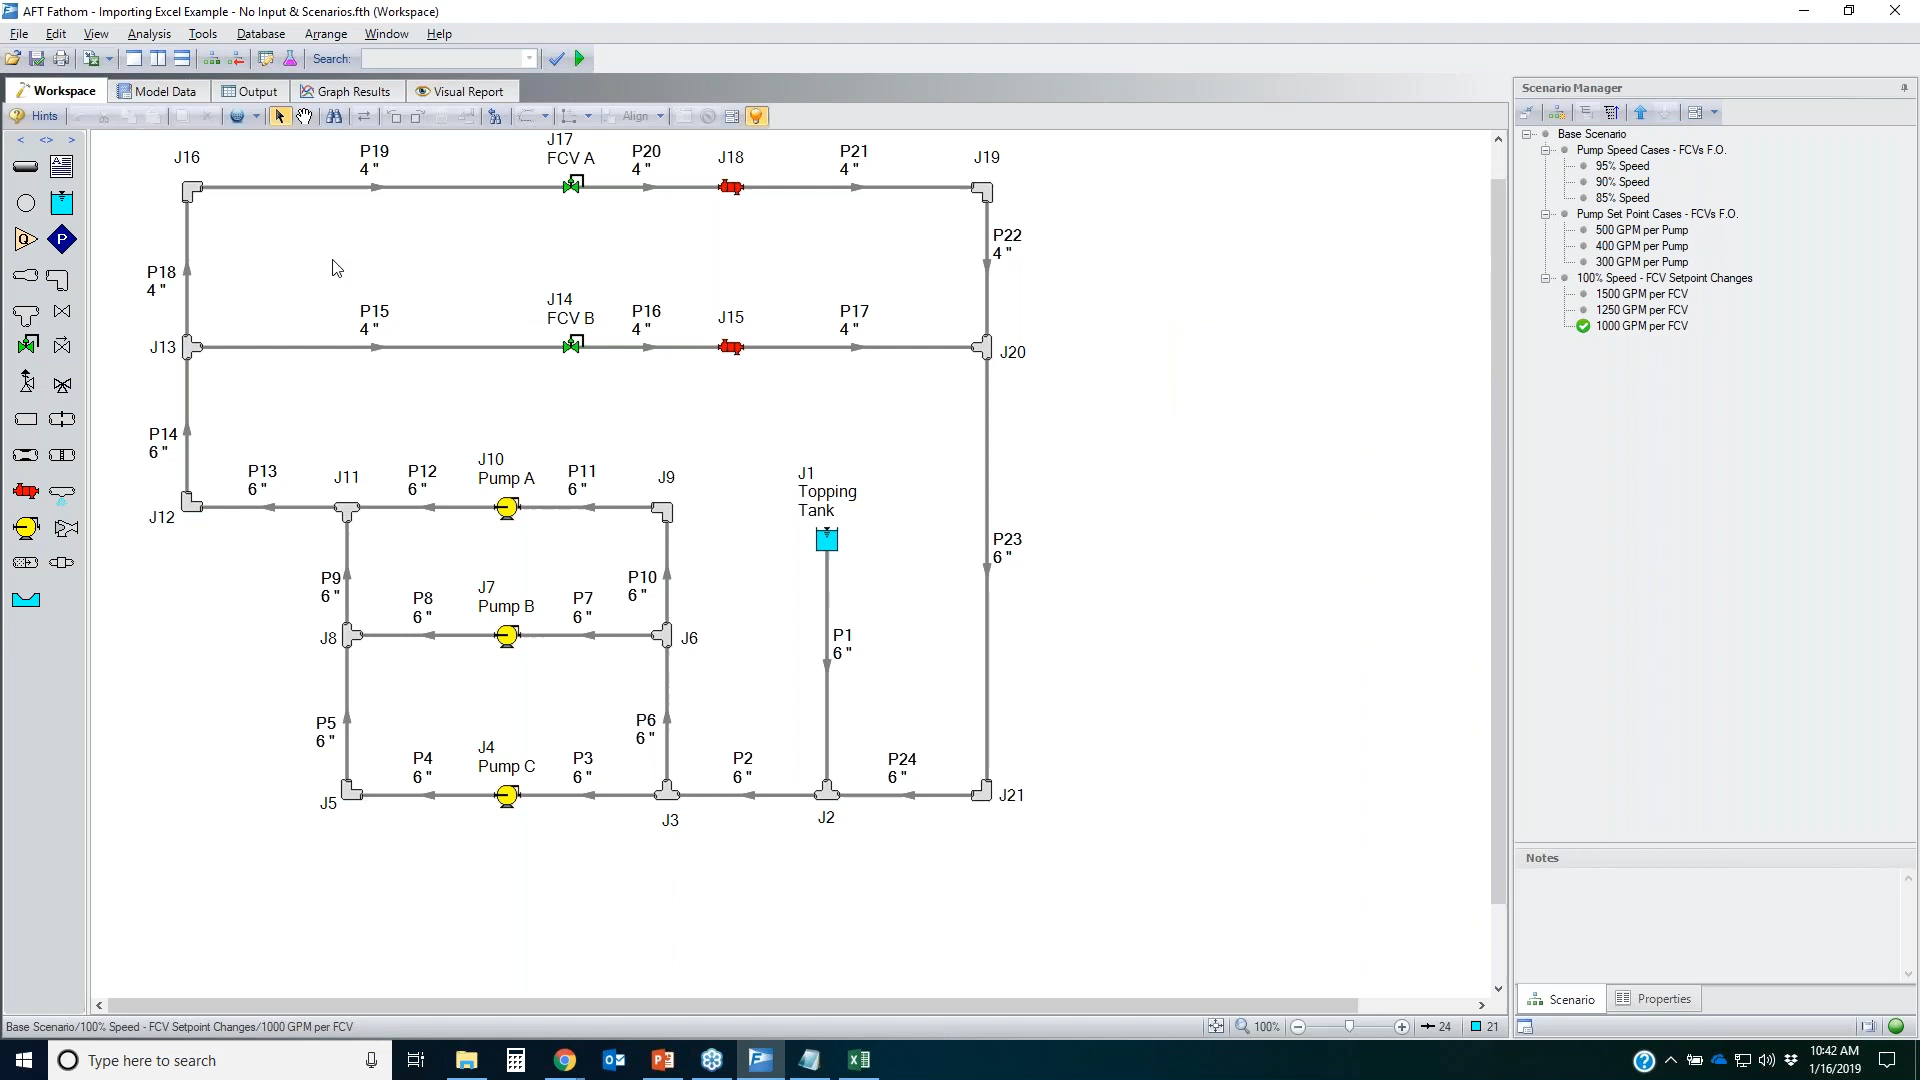 AFT Fathom - Importing Excel Example - No Input & Scenarios.fth (Workspace)
File Edit View Analysis Tools Database Arrange Window Help
Search:
Workspace Model Data Output Graph Results Visual Report
Hints
Align
< <> >
A
Q
P
J16
P19
4 "
J17
FCV A
P20
4 "
J18
P21
4 "
J19
P18
4 "
P22
4 "
P15
4 "
J14
FCV B
P16
4 "
J15
P17
4 "
J13
J20
P14
6 "
P13
6 "
J11
P12
6 "
J10
Pump A
P11
6 "
J9
J1
Topping
Tank
J12
P23
6 "
P9
6 "
P8
6 "
J7
Pump B
P7
6 "
P10
6 "
J8
J6
P1
6 "
P5
6 "
P4
6 "
J4
Pump C
P3
6 "
P6
6 "
P2
6 "
P24
6 "
J5
J3
J2
J21
Scenario Manager
Base Scenario
Pump Speed Cases - FCVs F.O.
95% Speed
90% Speed
85% Speed
Pump Set Point Cases - FCVs F.O.
500 GPM per Pump
400 GPM per Pump
300 GPM per Pump
100% Speed - FCV Setpoint Changes
1500 GPM per FCV
1250 GPM per FCV
1000 GPM per FCV
Notes
Scenario Properties
Base Scenario/100% Speed - FCV Setpoint Changes/1000 GPM per FCV
100%
24
21
Type here to search
10:42 AM
1/16/2019